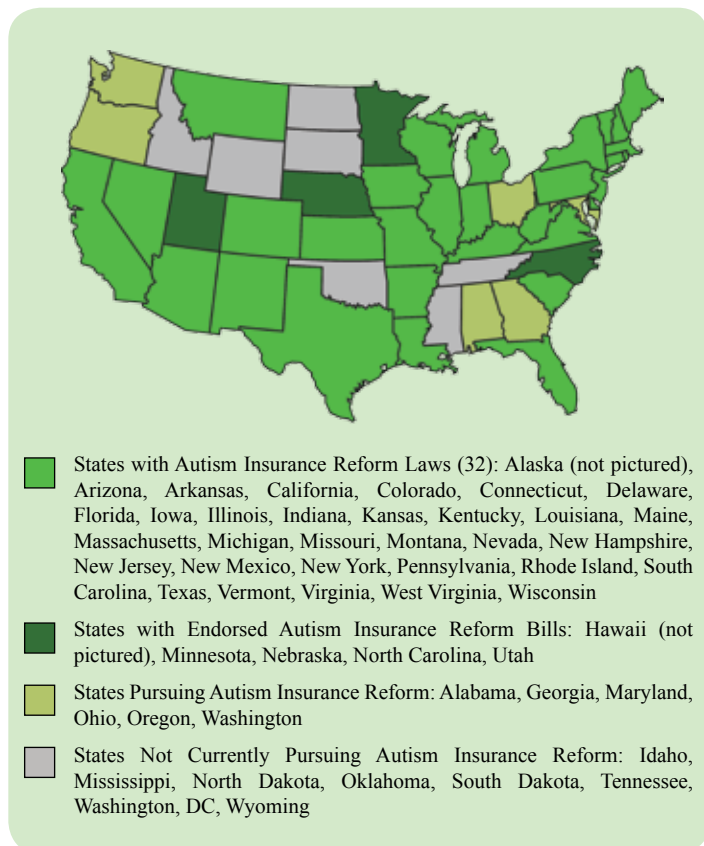 States with Autism Insurance Reform Laws (32): Alaska (not pictured),
Arizona, Arkansas, California, Colorado, Connecticut, Delaware,
Florida, Iowa, Illinois, Indiana, Kansas, Kentucky, Louisiana, Maine,
Massachusetts, Michigan, Missouri, Montana, Nevada, New Hampshire,
New Jersey, New Mexico, New York, Pennsylvania, Rhode Island, South
Carolina, Texas, Vermont, Virginia, West Virginia, Wisconsin
States with Endorsed Autism Insurance Reform Bills: Hawaii (not
pictured), Minnesota, Nebraska, North Carolina, Utah
States Pursuing Autism Insurance Reform: Alabama, Georgia, Maryland,
Ohio, Oregon, Washington
States Not Currently Pursuing Autism Insurance Reform: Idaho,
Mississippi, North Dakota, Oklahoma, South Dakota, Tennessee,
Washington, DC, Wyoming